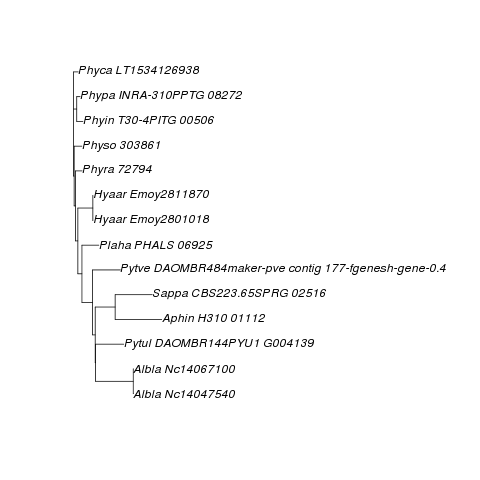 Phyca LT1534126938
Phypa INRA-310PPTG 08272
Phyin T30-4PITG 00506
Physo 303861
Phyra 72794
Hyaar Emoy2811870
Hyaar Emoy2801018
Plaha PHALS 06925
Pytve DAOMBR484maker-pve contig 177-fgenesh-gene-0.4
Sappa CBS223.65SPRG 02516
Aphin H310 01112
Pytul DAOMBR144PYU1 G004139
Albla Nc14067100
Albla Nc14047540